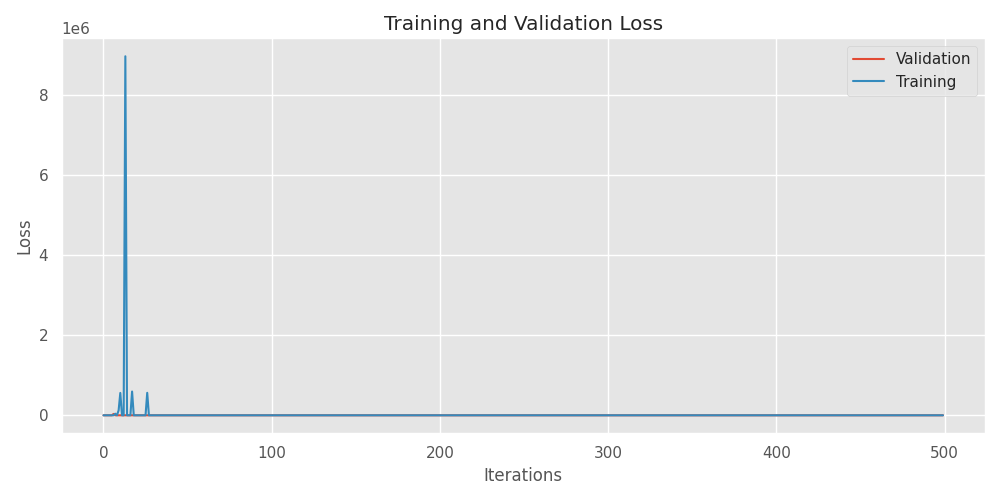 Training and Validation Loss
1e6
Validation
Training
8
6
4
2
0
Loss
0 100 200 300 400 500
Iterations